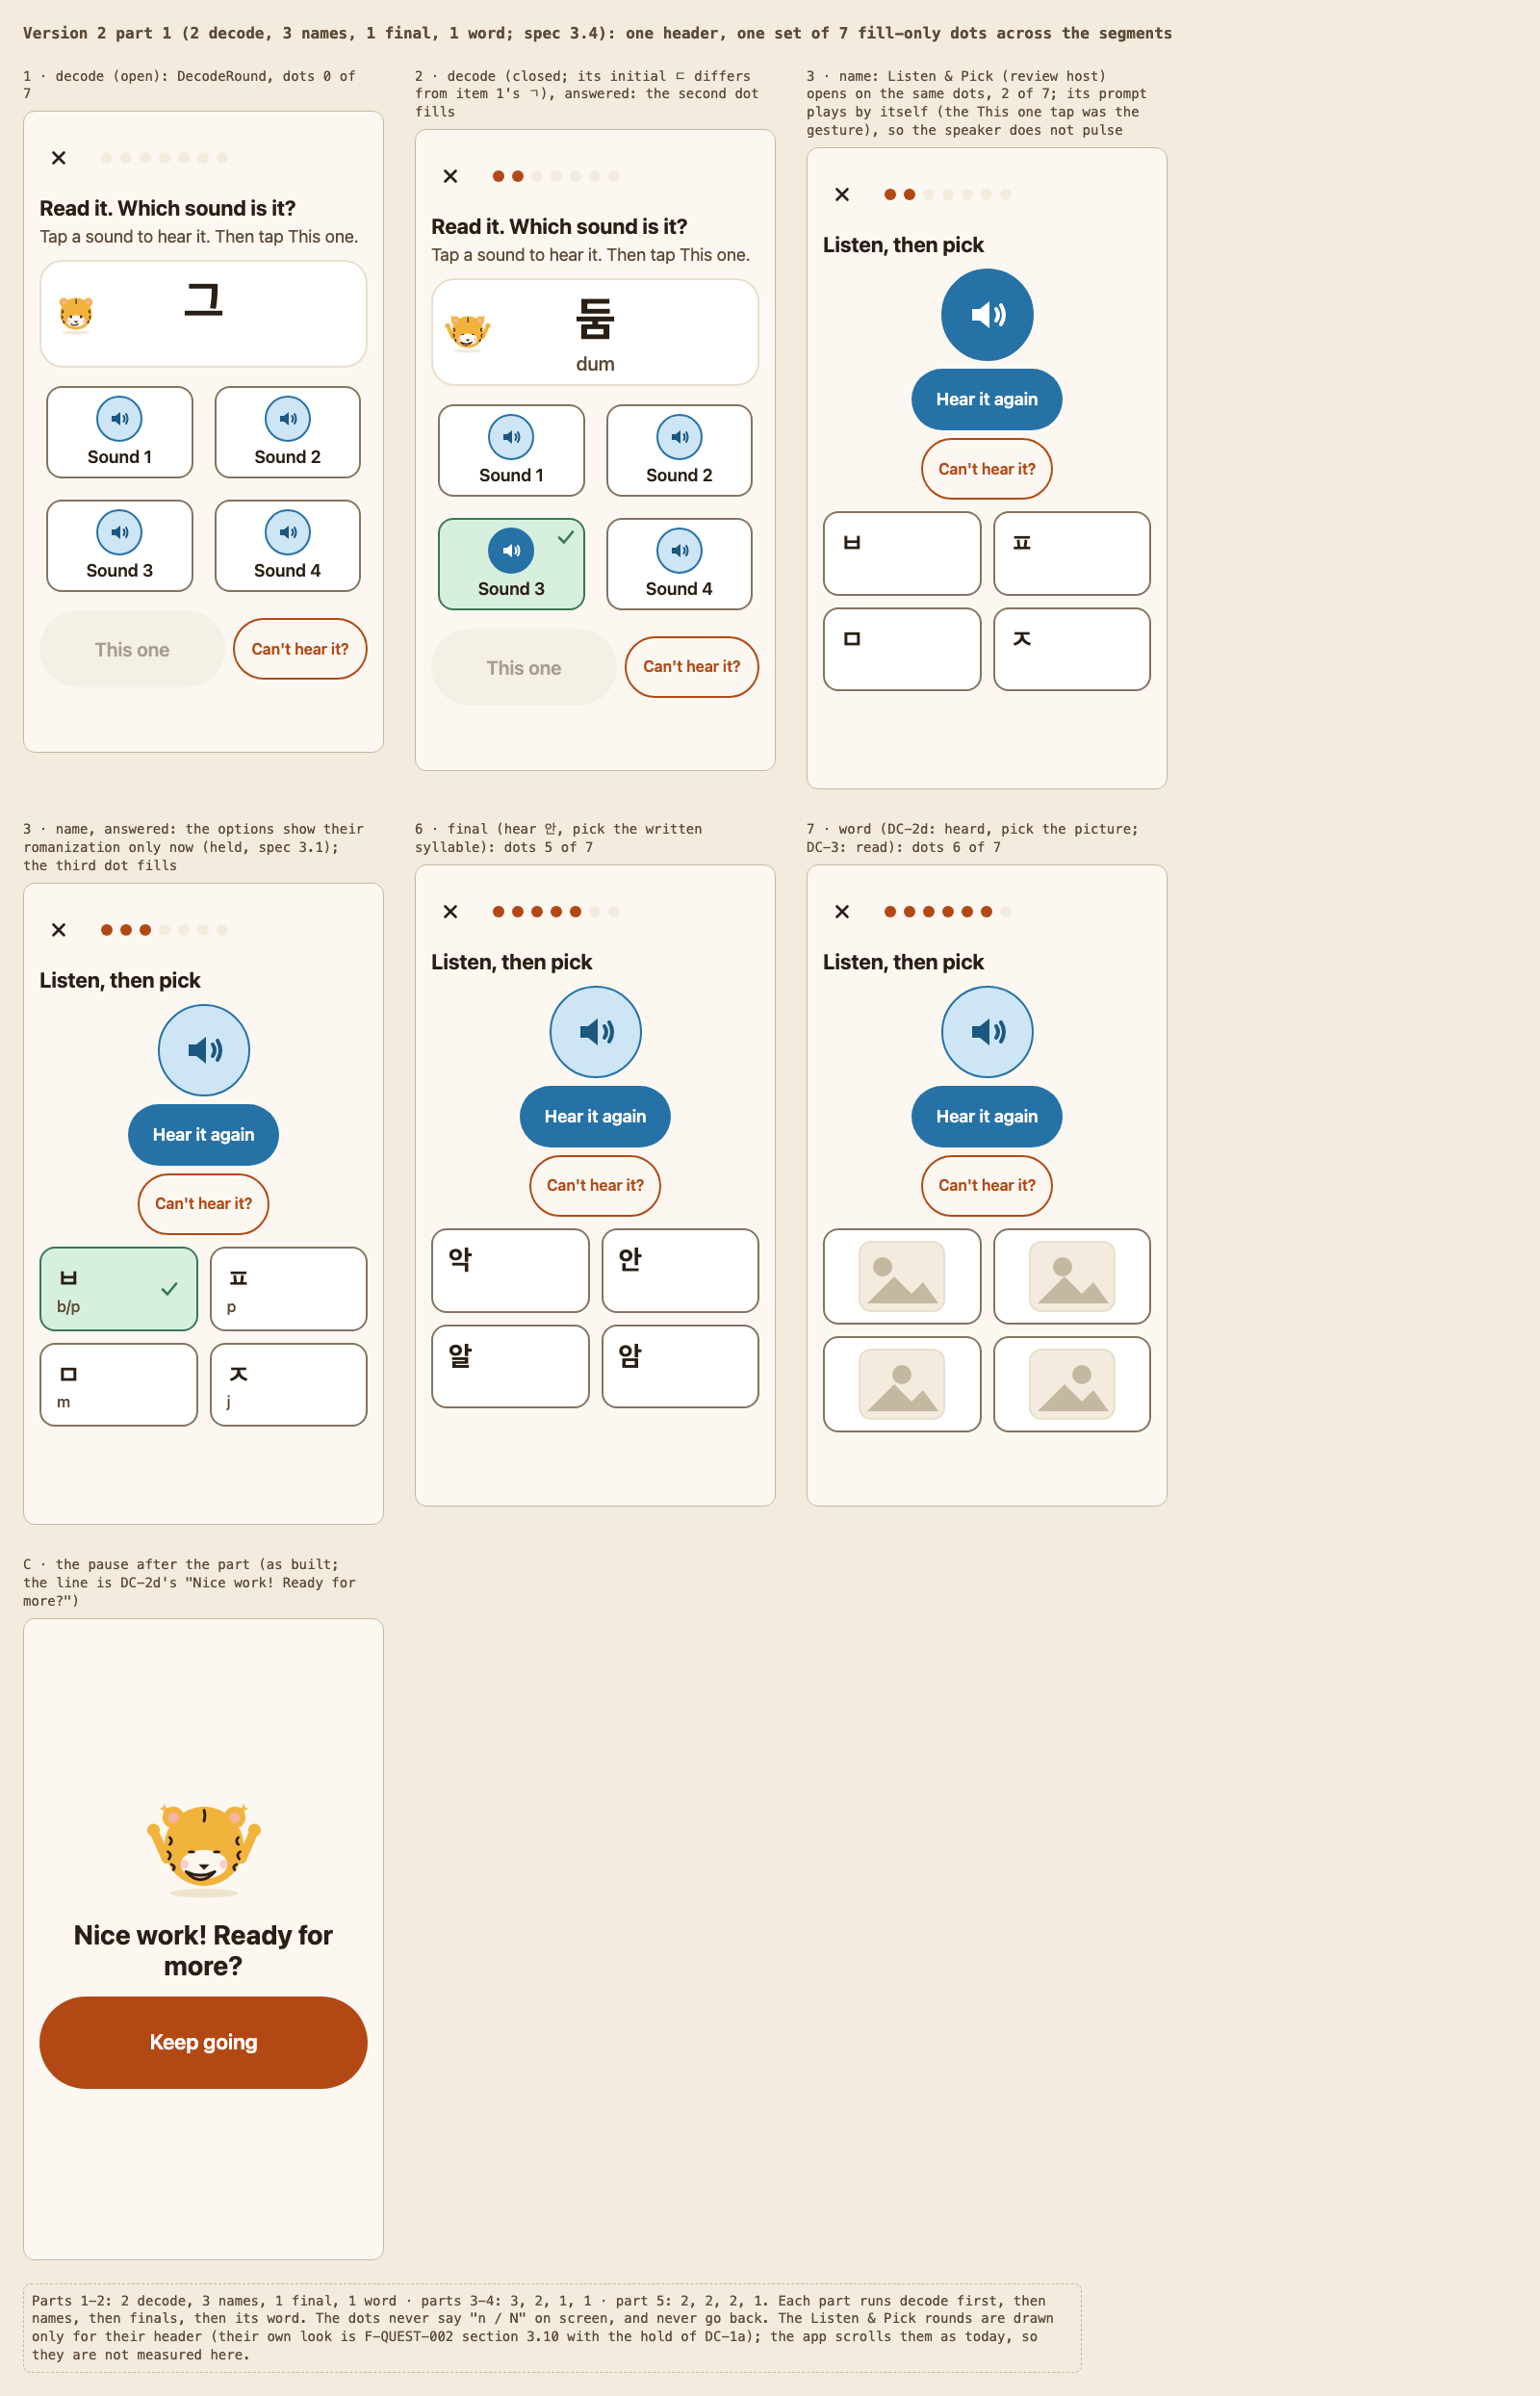 Version 2 part 1 (2 decode, 3 names, 1 final, 1 word; spec 3.4): one header, one set of 7 fill-only dots across the segments
1 · decode (open): DecodeRound, dots 0 of
7
Read it. Which sound is it?
Tap a sound to hear it. Then tap This one.
그
Sound 1
Sound 2
Sound 3
Sound 4
This one
Can't hear it?
2 · decode (closed; its initial ㄷ differs
from item 1's ㄱ), answered: the second dot
fills
Read it. Which sound is it?
Tap a sound to hear it. Then tap This one.
둠
dum
Sound 1
Sound 2
Sound 3
Sound 4
This one
Can't hear it?
3 · name: Listen & Pick (review host)
opens on the same dots, 2 of 7; its prompt
plays by itself (the This one tap was the
gesture), so the speaker does not pulse
Listen, then pick
Hear it again
Can't hear it?
ㅂ
ㅍ
ㅁ
ㅈ
3 · name, answered: the options show their
romanization only now (held, spec 3.1);
the third dot fills
Listen, then pick
Hear it again
Can't hear it?
ㅂ
b/p
ㅍ
p
ㅁ
m
ㅈ
j
6 · final (hear 안, pick the written
syllable): dots 5 of 7
Listen, then pick
Hear it again
Can't hear it?
악
안
알
암
7 · word (DC-2d: heard, pick the picture;
DC-3: read): dots 6 of 7
Listen, then pick
Hear it again
Can't hear it?
C · the pause after the part (as built;
the line is DC-2d's "Nice work! Ready for
more?")
Nice work! Ready for
more?
Keep going
Parts 1-2: 2 decode, 3 names, 1 final, 1 word · parts 3-4: 3, 2, 1, 1 · part 5: 2, 2, 2, 1. Each part runs decode first, then
names, then finals, then its word. The dots never say "n / N" on screen, and never go back. The Listen & Pick rounds are drawn
only for their header (their own look is F-QUEST-002 section 3.10 with the hold of DC-1a); the app scrolls them as today, so
they are not measured here.